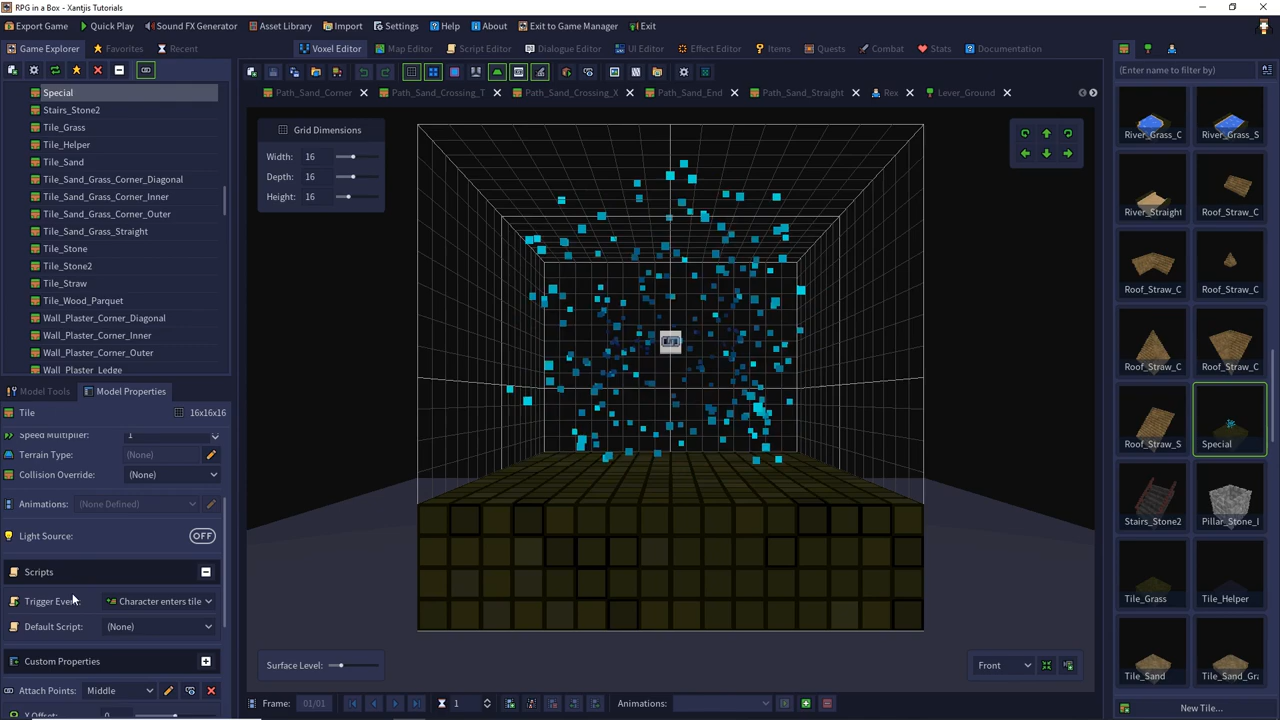 RPG in a Box - Xantjis Tutorials
Export Game
Quick Play
Sound FX Generator
Asset Library
Import
Settings
Help
About
Exit to Game Manager
Exit
Game Explorer
Favorites
Recent
Voxel Editor
Map Editor
Script Editor
Dialogue Editor
UI Editor
Effect Editor
Items
Quests
Combat
Stats
Documentation
(Enter name to filter by)
Special
Stairs_Stone2
Tile_Grass
Tile_Helper
Tile_Sand
Tile_Sand_Grass_Corner_Diagonal
Tile_Sand_Grass_Corner_Inner
Tile_Sand_Grass_Corner_Outer
Tile_Sand_Grass_Straight
Tile_Stone
Tile_Stone2
Tile_Straw
Tile_Wood_Parquet
Wall_Plaster_Corner_Diagonal
Wall_Plaster_Corner_Inner
Wall_Plaster_Corner_Outer
Wall_Plaster_Ledge
Path_Sand_Corner
Path_Sand_Crossing_T
Path_Sand_Crossing_X
Path_Sand_End
Path_Sand_Straight
Rex
Lever_Ground
Grid Dimensions
Width: 16
Depth: 16
Height: 16
Model Tools
Model Properties
Tile
16x16x16
Speed Multiplier: 1
Terrain Type: (None)
Collision Override: (None)
Animations: (None Defined)
Light Source: OFF
Scripts
Trigger Even
Character enters tile
Default Script: (None)
Custom Properties
Attach Points: Middle
X Offset: 0
Surface Level:
Front
Frame: 01/01
1
Animations:
River_Grass_C
River_Grass_S
River_Straight
Roof_Straw_C
Roof_Straw_C
Roof_Straw_C
Roof_Straw_C
Roof_Straw_C
Roof_Straw_S
Special
Stairs_Stone2
Pillar_Stone_I
Tile_Grass
Tile_Helper
Tile_Sand
Tile_Sand_Gra
New Tile...